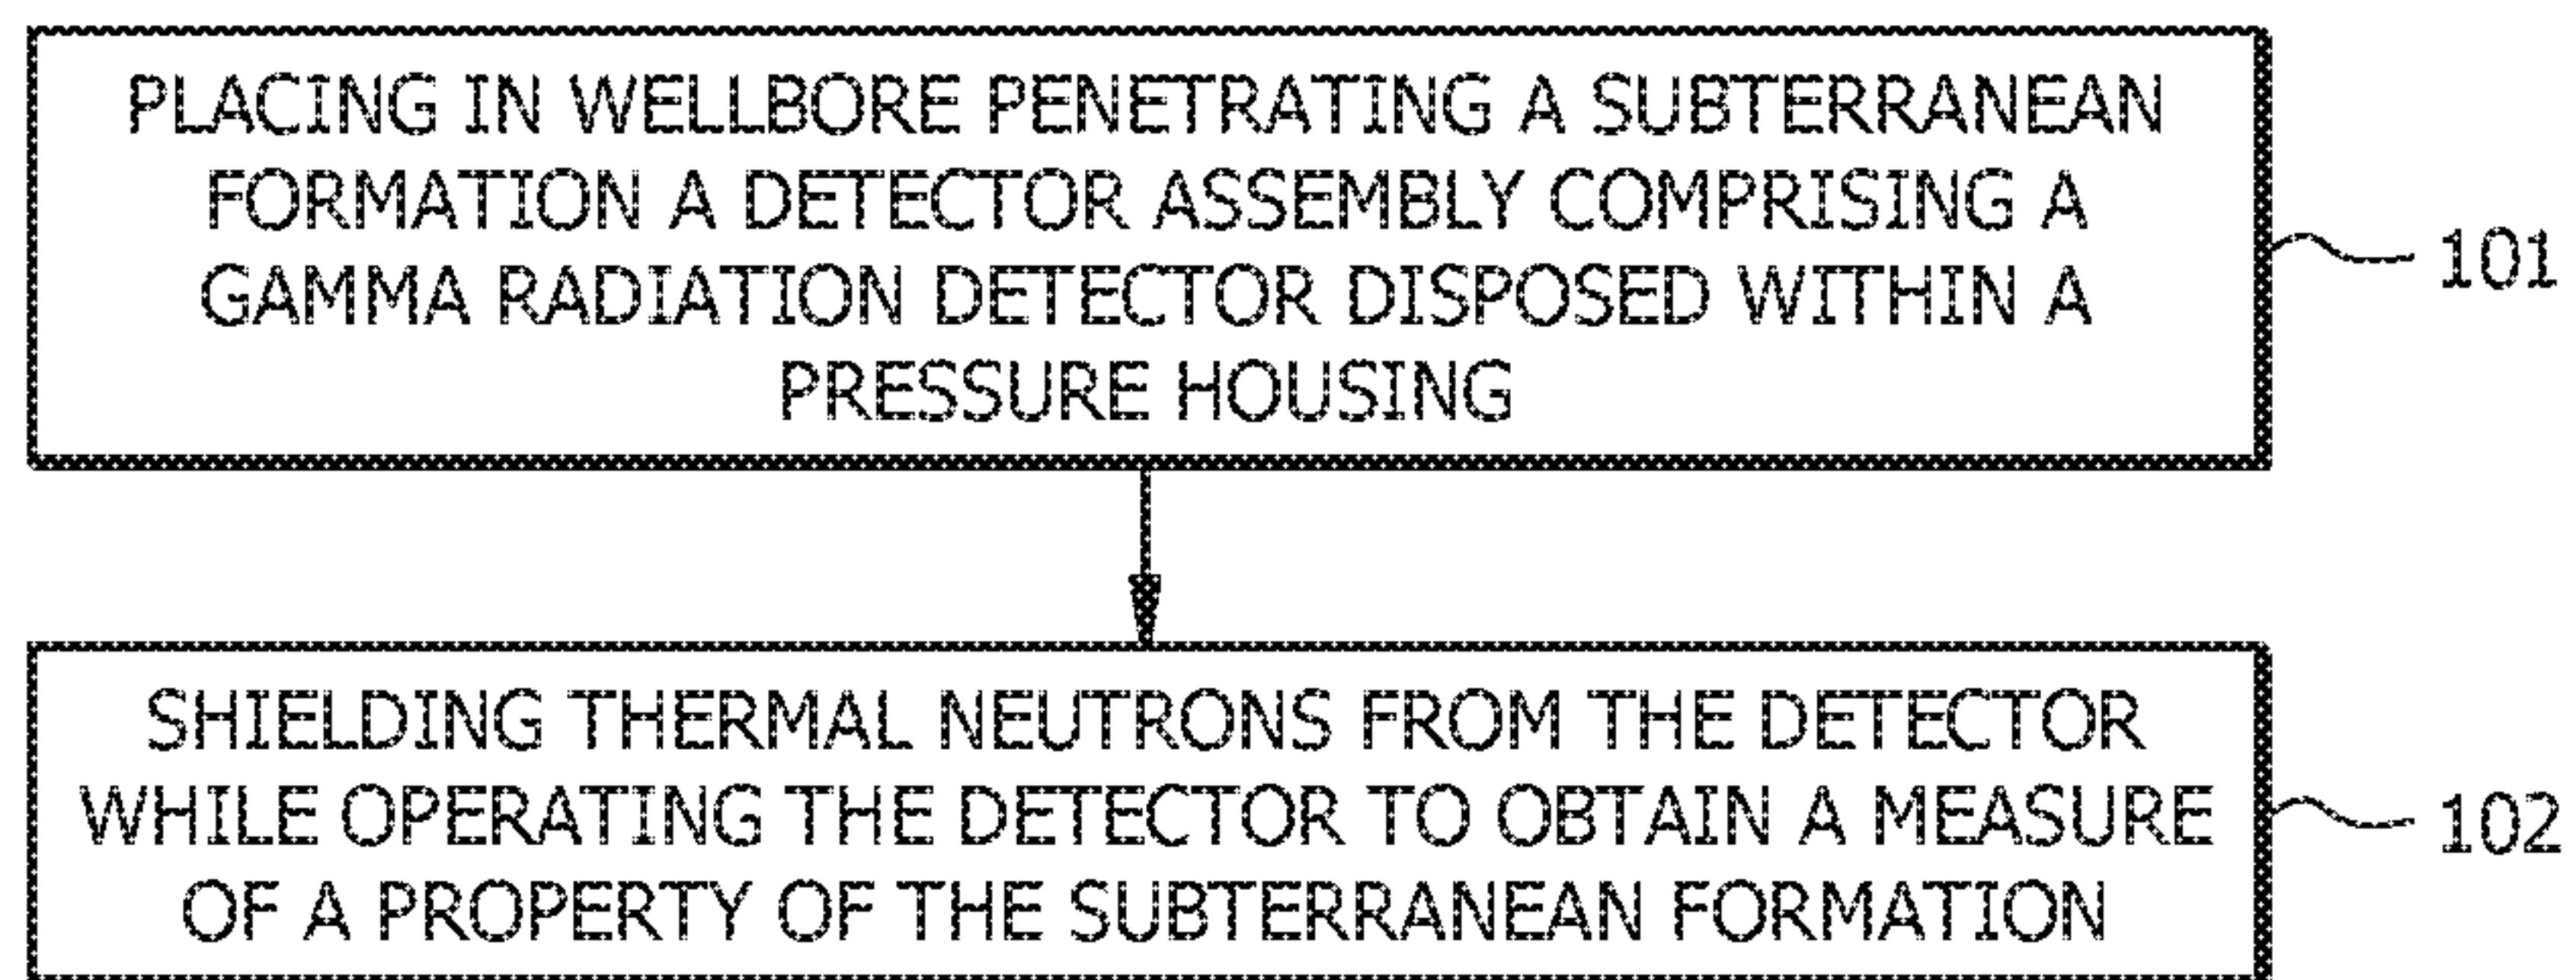 PLACING IN WELLBORE PENETRATING A SUBTERRANEAN
FORMATION A DETECTOR ASSEMBLY COMPRISING A
GAMMA RADIATION DETECTOR DISPOSED WITHIN A
PRESSURE HOUSING
101
SHIELDING THERMAL NEUTRONS FROM THE DETECTOR
WHILE OPERATING THE DETECTOR TO OBTAIN A MEASURE
OF A PROPERTY OF THE SUBTERRANEAN FORMATION
102